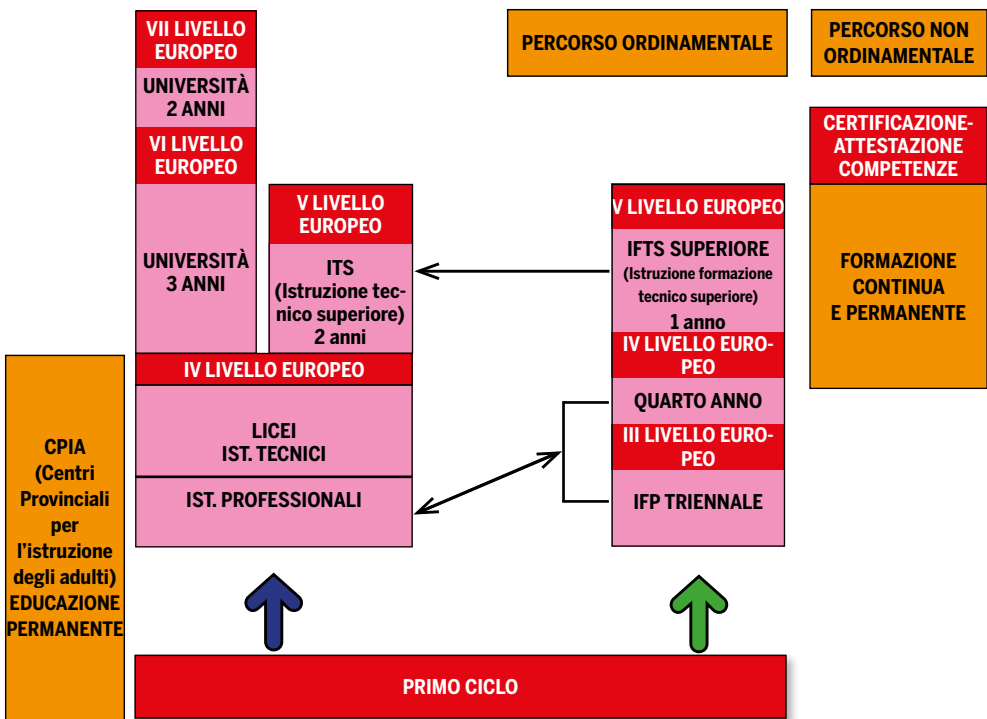 VII LIVELLO
EUROPEO
UNIVERSITÀ
2 ANNI
VI LIVELLO
EUROPEO
UNIVERSITÀ
3 ANNI
V LIVELLO
EUROPEO
ITS
(Istruzione tec-
nico superiore)
2 anni
IV LIVELLO EUROPEO
LICEI
IST. TECNICI
IST. PROFESSIONALI
CPIA
(Centri
Provinciali
per
l'istruzione
degli adulti)
EDUCAZIONE
PERMANENTE
PERCORSO ORDINAMENTALE
PERCORSO NON
ORDINAMENTALE
CERTIFICAZIONE-
ATTESTAZIONE
COMPETENZE
FORMAZIONE
CONTINUA
E PERMANENTE
V LIVELLO EUROPEO
IFTS SUPERIORE
(Istruzione formazione
tecnico superiore)
1 anno
IV LIVELLO EURO-
PEO
QUARTO ANNO
III LIVELLO EURO-
PEO
IFP TRIENNALE
PRIMO CICLO